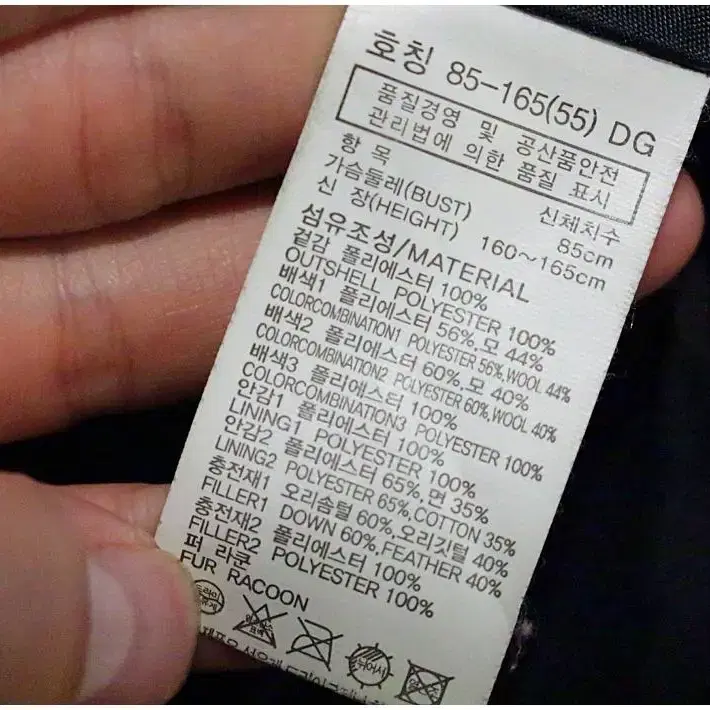 호칭 85-165(55) DG
품질경영 및 공산품안전
관리법에 의한 품질 표시
항 목 신체치수
가슴둘레(BUST) 85cm
신 장(HEIGHT) 160~165cm
섬유조성/MATERIAL
겉감 폴리에스터 100%
OUTSHELL POLYESTER 100%
배색1 폴리에스터 56%,모 44%
COLORCOMBINATION1 POLYESTER 56%,WOOL 44%
배색2 폴리에스터 60%,모 40%
COLORCOMBINATION2 POLYESTER 60%,WOOL 40%
배색3 폴리에스터 100%
COLORCOMBINATION3 POLYESTER 100%
안감1 폴리에스터 100%
LINING1 POLYESTER 100%
안감2 폴리에스터 65%,면 35%
LINING2 POLYESTER 65%,COTTON 35%
충전재1 오리솜털 60%,오리깃털 40%
FILLER1 DOWN 60%,FEATHER 40%
충전재2 폴리에스터 100%
FILLER2 POLYESTER 100%
퍼 라쿤
FUR RACOON
드라이
뉘어서